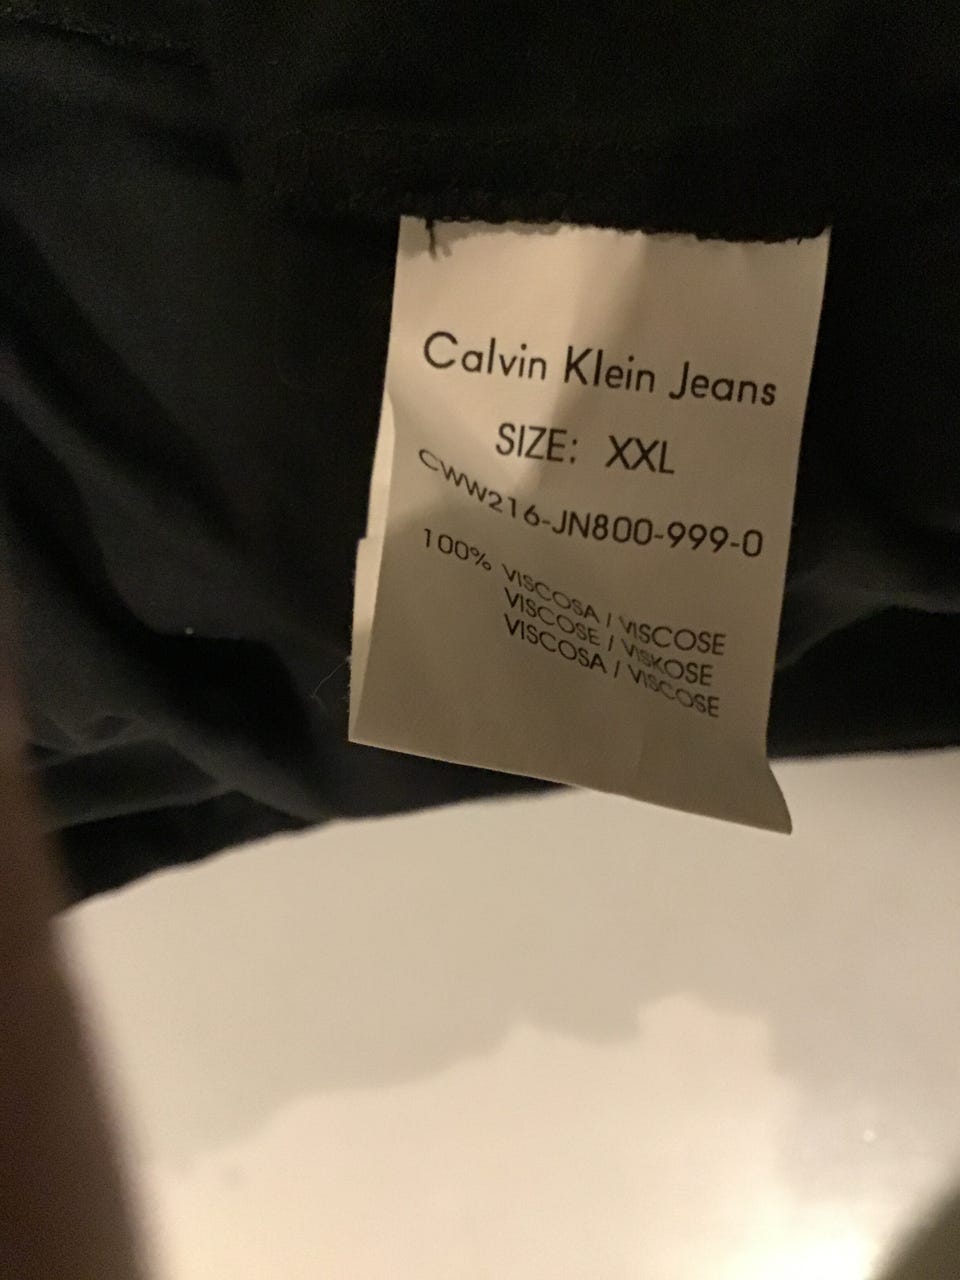 Calvin Klein Jeans
SIZE: XXL
CWW216-JN800-999-0
100% VISCOSA / VISCOSE
VISCOSE / VISKOSE
VISCOSA / VISCOSE